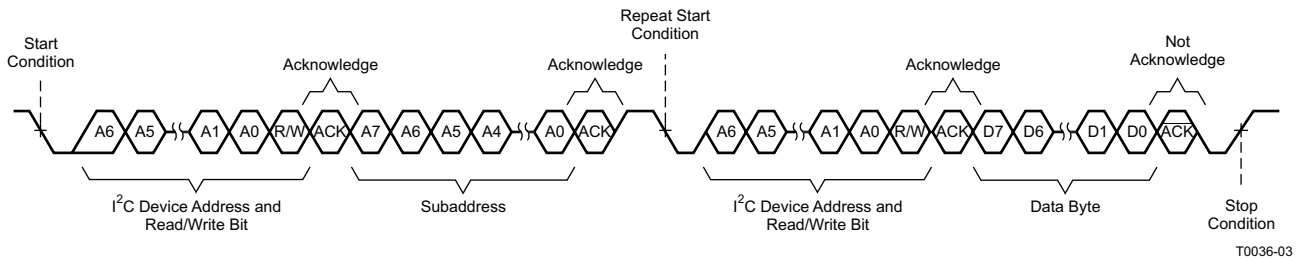 Repeat Start
Condition
Start
Condition
Not
Acknowledge
Acknowledge
Acknowledge
Acknowledge
A6 A5 A1 A0 R/W ACK A7 A6 A5 A4 A0 ACK A6 A5 A1 A0 R/W ACK D7 D6 D1 D0 ACK
I²C Device Address and
Read/Write Bit
Subaddress
I²C Device Address and
Read/Write Bit
Data Byte
Stop
Condition
T0036-03